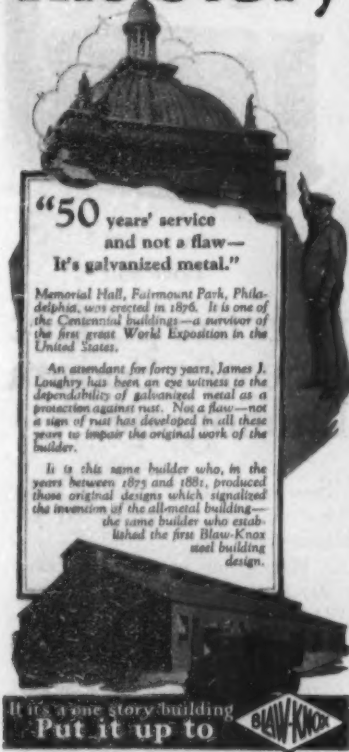 "50 years' service
and not a flaw—
It's galvanized metal."
Memorial Hall, Fairmount Park, Phila-
delphia, was erected in 1876. It is one of
the Centennial buildings—a survivor of
the first great World Exposition in the
United States.
An attendant for forty years, James J.
Loughry has been an eye witness to the
dependability of galvanized metal as a
protection against rust. Not a flaw—not
a sign of rust has developed in all these
years to impair the original work of the
builder.
It is this same builder who, in the
years between 1875 and 1881, produced
those original designs which signalized
the invention of the all-metal building—
the same builder who estab-
lished the first Blaw-Knox
steel building
design.
If it's a one story building
Put it up to BLAW-KNOX